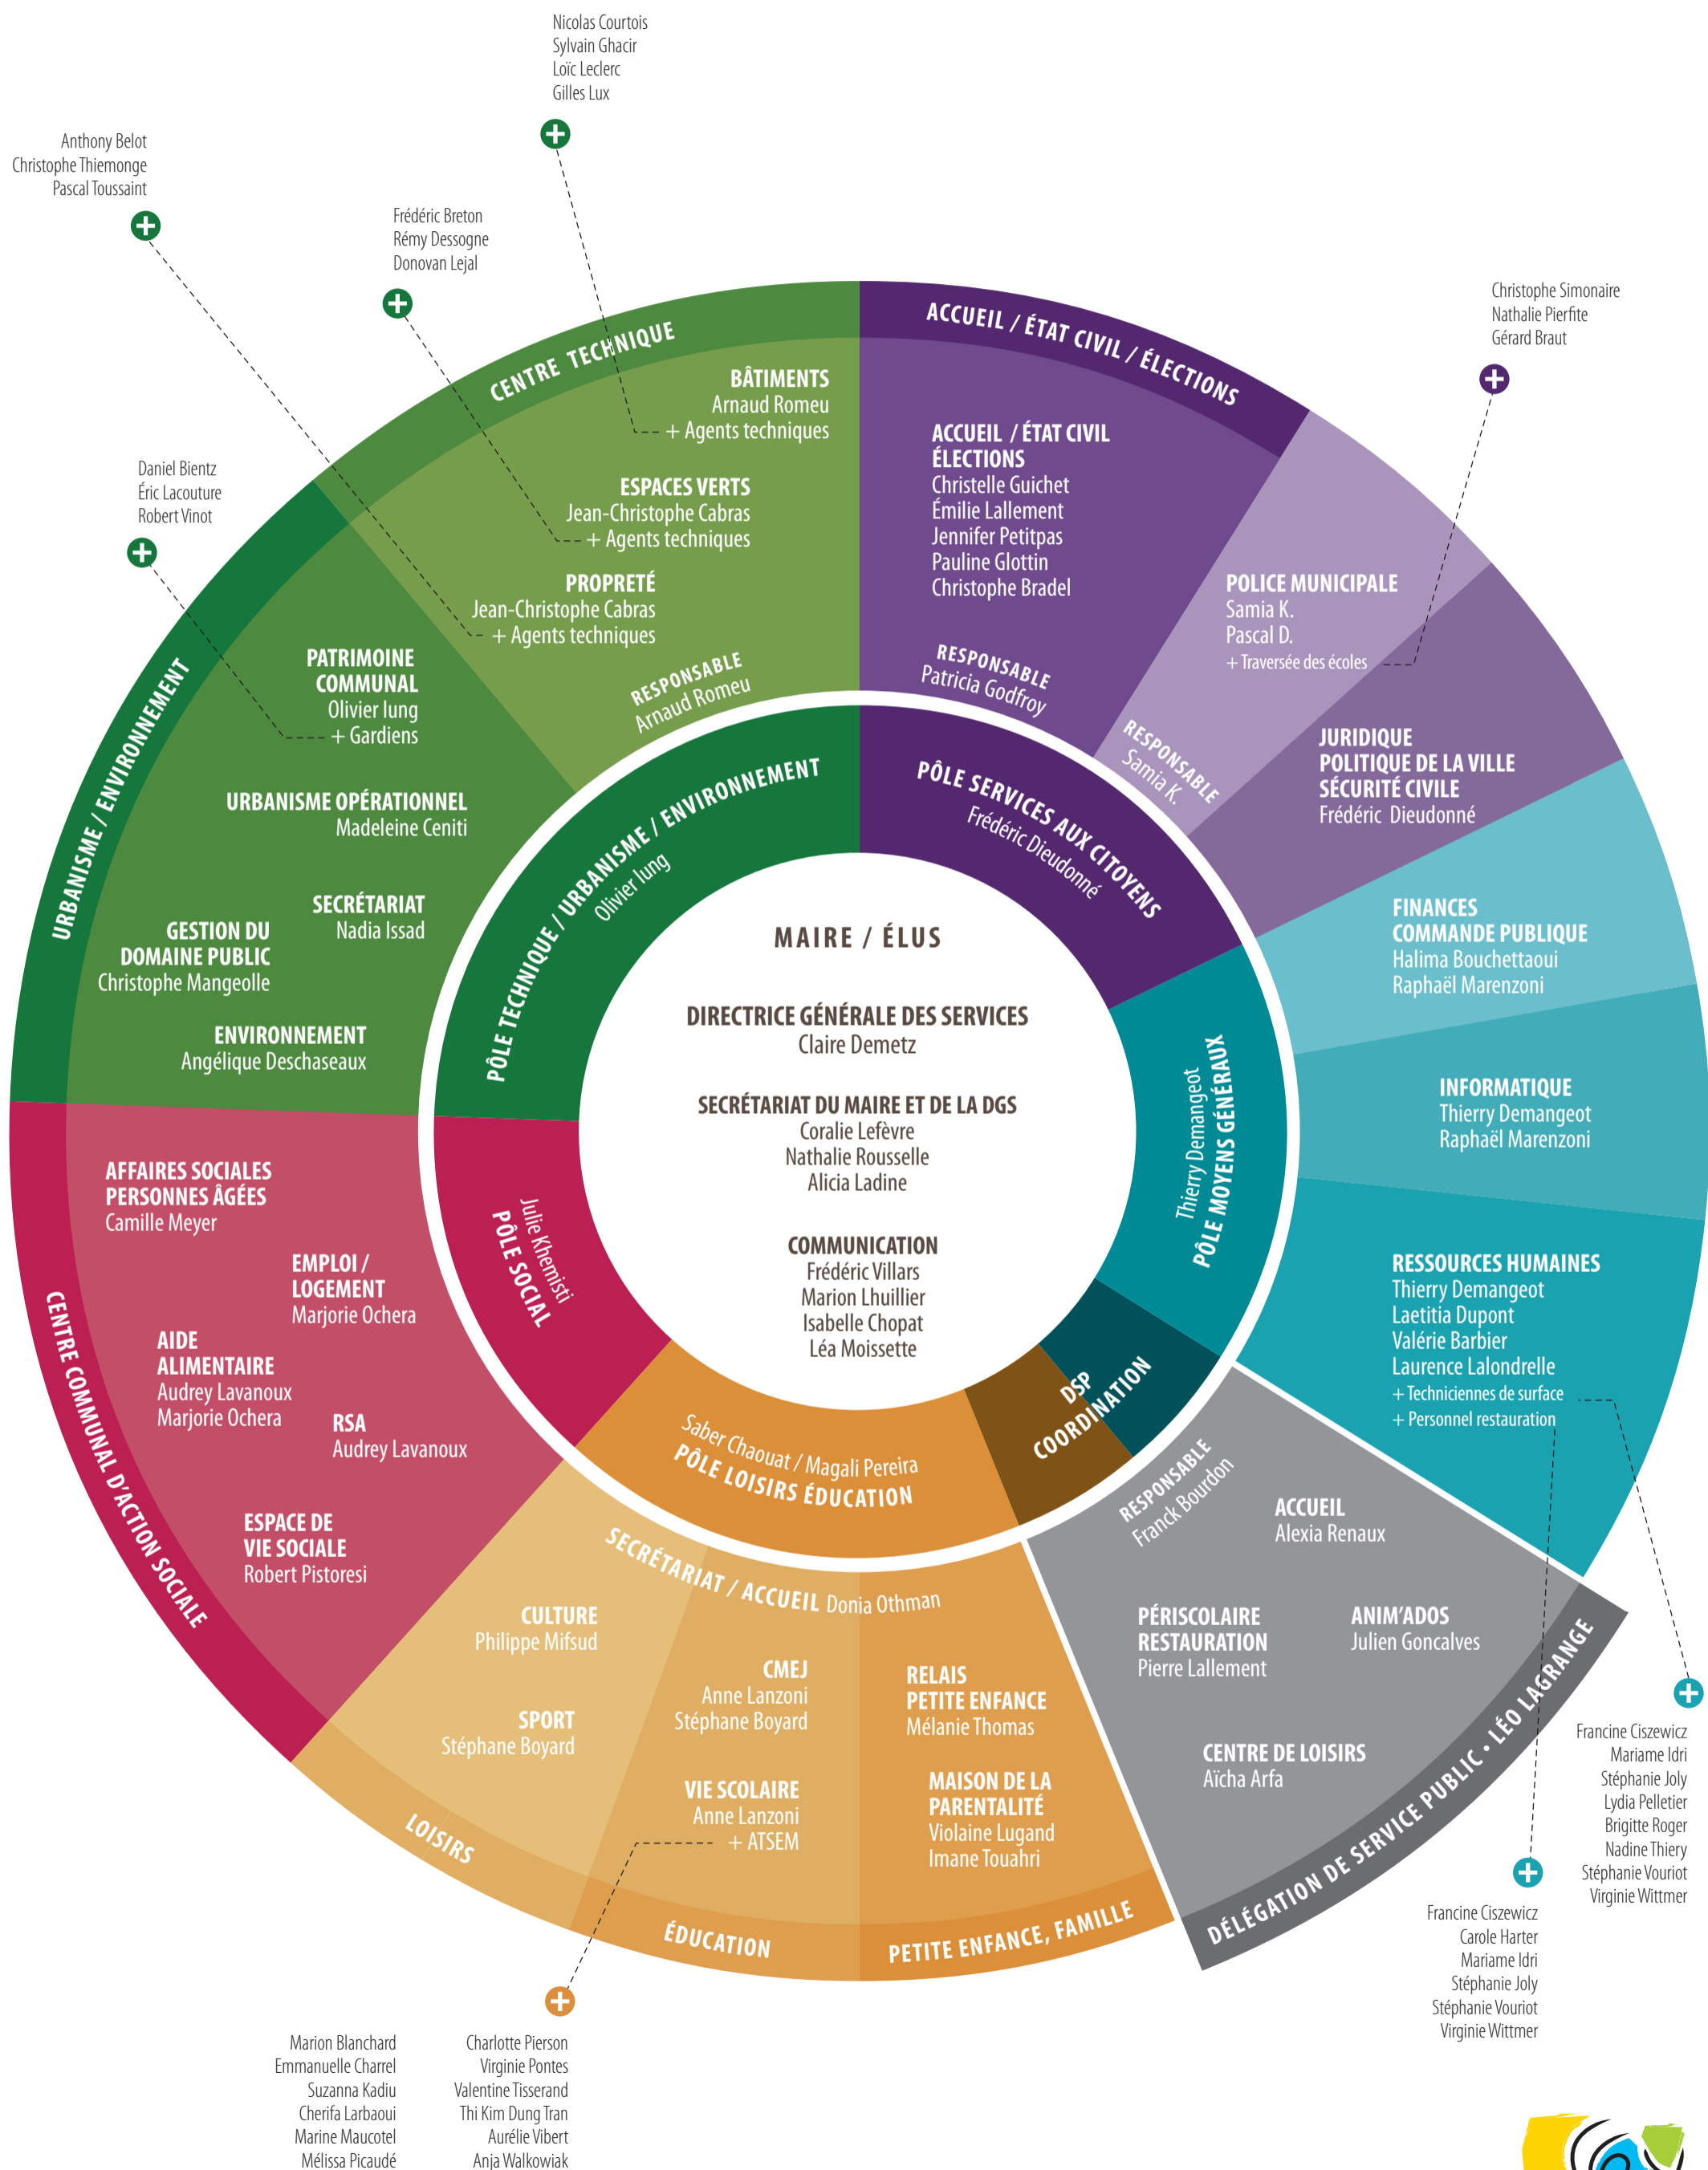 Nicolas Courtois
Sylvain Ghacir
Loïc Leclerc
Gilles Lux
Anthony Belot
Christophe Thiemonge
Pascal Toussaint
Frédéric Breton
Rémy Dessogne
Donovan Lejal
Daniel Bientz
Éric Lacouture
Robert Vinot
Christophe Simonaire
Nathalie Pierfite
Gérard Braut
CENTRE TECHNIQUE
BÂTIMENTS
Arnaud Romeu
+ Agents techniques
ESPACES VERTS
Jean-Christophe Cabras
+ Agents techniques
PROPRETÉ
Jean-Christophe Cabras
+ Agents techniques
RESPONSABLE
Arnaud Romeu
ACCUEIL / ÉTAT CIVIL / ÉLECTIONS
ACCUEIL / ÉTAT CIVIL
ÉLECTIONS
Christelle Guichet
Émilie Lallement
Jennifer Petitpas
Pauline Glottin
Christophe Bradel
RESPONSABLE
Patricia Godfroy
POLICE MUNICIPALE
Samia K.
Pascal D.
+ Traversée des écoles
RESPONSABLE
Samia K.
JURIDIQUE
POLITIQUE DE LA VILLE
SÉCURITÉ CIVILE
Frédéric Dieudonné
URBANISME / ENVIRONNEMENT
PATRIMOINE
COMMUNAL
Olivier Iung
+ Gardiens
URBANISME OPÉRATIONNEL
Madeleine Ceniti
SECRÉTARIAT
Nadia Issad
GESTION DU
DOMAINE PUBLIC
Christophe Mangeolle
ENVIRONNEMENT
Angélique Deschaseaux
PÔLE TECHNIQUE / URBANISME / ENVIRONNEMENT
Olivier Iung
PÔLE SERVICES AUX CITOYENS
Frédéric Dieudonné
MAIRE / ÉLUS
DIRECTRICE GÉNÉRALE DES SERVICES
Claire Demetz
SECRÉTARIAT DU MAIRE ET DE LA DGS
Coralie Lefèvre
Nathalie Rousselle
Alicia Ladine
COMMUNICATION
Frédéric Villars
Marion Lhuillier
Isabelle Chopat
Léa Moissette
Thierry Demangeot
PÔLE MOYENS GÉNÉRAUX
FINANCES
COMMANDE PUBLIQUE
Halima Bouchettaoui
Raphaël Marenzoni
INFORMATIQUE
Thierry Demangeot
Raphaël Marenzoni
RESSOURCES HUMAINES
Thierry Demangeot
Laetitia Dupont
Valérie Barbier
Laurence Lalondrelle
+ Techniciennes de surface
+ Personnel restauration
CENTRE COMMUNAL D'ACTION SOCIALE
AFFAIRES SOCIALES
PERSONNES ÂGÉES
Camille Meyer
EMPLOI /
LOGEMENT
Marjorie Ochera
AIDE
ALIMENTAIRE
Audrey Lavanoux
Marjorie Ochera
RSA
Audrey Lavanoux
ESPACE DE
VIE SOCIALE
Robert Pistoresi
Julie Khemisti
PÔLE SOCIAL
Saber Chaouat / Magali Pereira
PÔLE LOISIRS ÉDUCATION
DSP
COORDINATION
SECRÉTARIAT / ACCUEIL Donia Othman
CULTURE
Philippe Mifsud
SPORT
Stéphane Boyard
LOISIRS
CMEJ
Anne Lanzoni
Stéphane Boyard
VIE SCOLAIRE
Anne Lanzoni
+ ATSEM
ÉDUCATION
RELAIS
PETITE ENFANCE
Mélanie Thomas
MAISON DE LA
PARENTALITÉ
Violaine Lugand
Imane Touahri
PETITE ENFANCE, FAMILLE
RESPONSABLE
Franck Bourdon
ACCUEIL
Alexia Renaux
PÉRISCOLAIRE
RESTAURATION
Pierre Lallement
ANIM'ADOS
Julien Goncalves
CENTRE DE LOISIRS
Aïcha Arfa
DÉLÉGATION DE SERVICE PUBLIC • LÉO LAGRANGE
Francine Ciszewicz
Mariame Idri
Stéphanie Joly
Lydia Pelletier
Brigitte Roger
Nadine Thiery
Stéphanie Vouriot
Virginie Wittmer
Francine Ciszewicz
Carole Harter
Mariame Idri
Stéphanie Joly
Stéphanie Vouriot
Virginie Wittmer
Marion Blanchard
Emmanuelle Charrel
Suzanna Kadiu
Cherifa Larbaoui
Marine Maucotel
Mélissa Picaudé
Charlotte Pierson
Virginie Pontes
Valentine Tisserand
Thi Kim Dung Tran
Aurélie Vibert
Anja Walkowiak